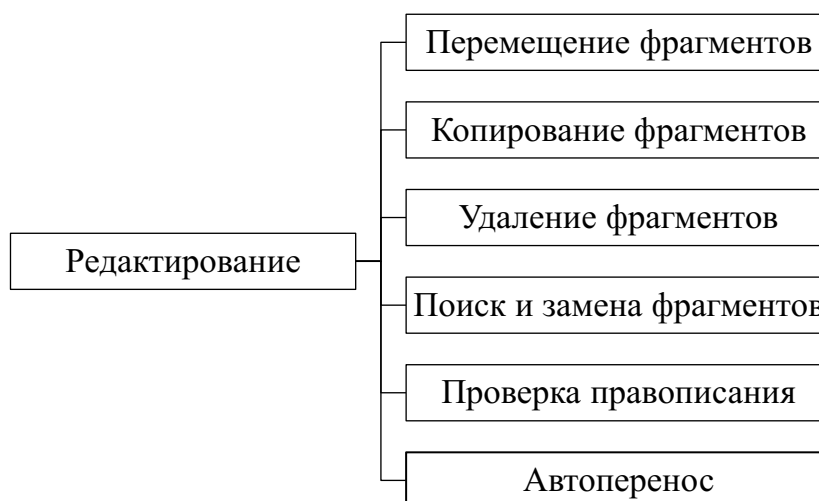 Перемещение фрагментов
Копирование фрагментов
Удаление фрагментов
Редактирование
Поиск и замена фрагментов
Проверка правописания
Автоперенос